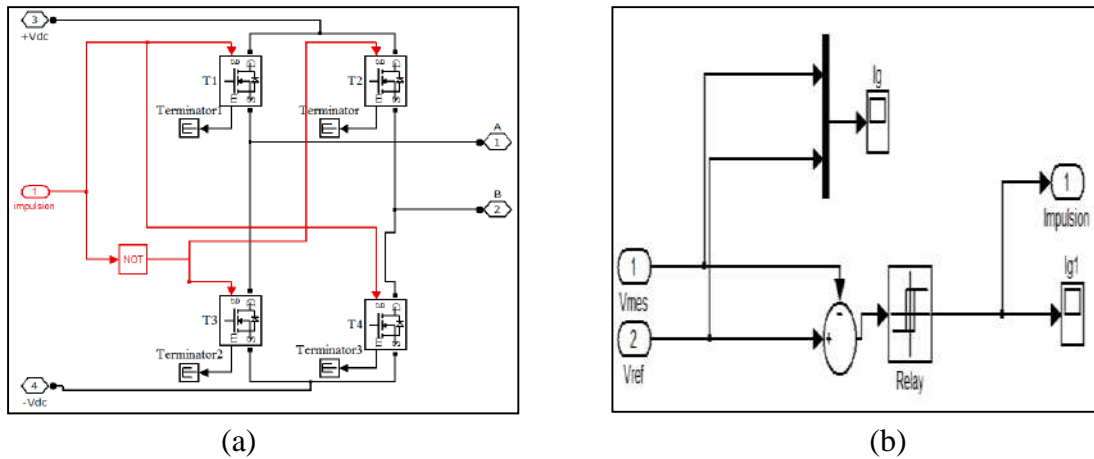 3
+Vdc
g
C
T1
m
S
Terminator1
g
C
T2
m
S
Terminator
A
1
B
2
1
impulsion
NOT
g
C
T3
m
S
Terminator2
g
C
T4
m
S
Terminator3
4
-Vdc
(a)
Ig
1
Impulsion
Ig1
1
Vmes
2
Vref
-
+
Relay
(b)